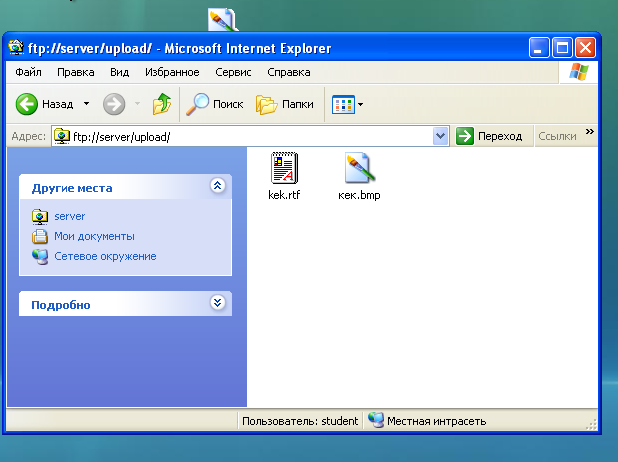 ftp://server/upload/ - Microsoft Internet Explorer
Файл Правка Вид Избранное Сервис Справка
Назад Поиск Папки
Адрес: ftp://server/upload/ Переход Ссылки »
Другие места
server
Мои документы
Сетевое окружение
Подробно
kek.rtf кек.bmp
Пользователь: student Местная интрасеть